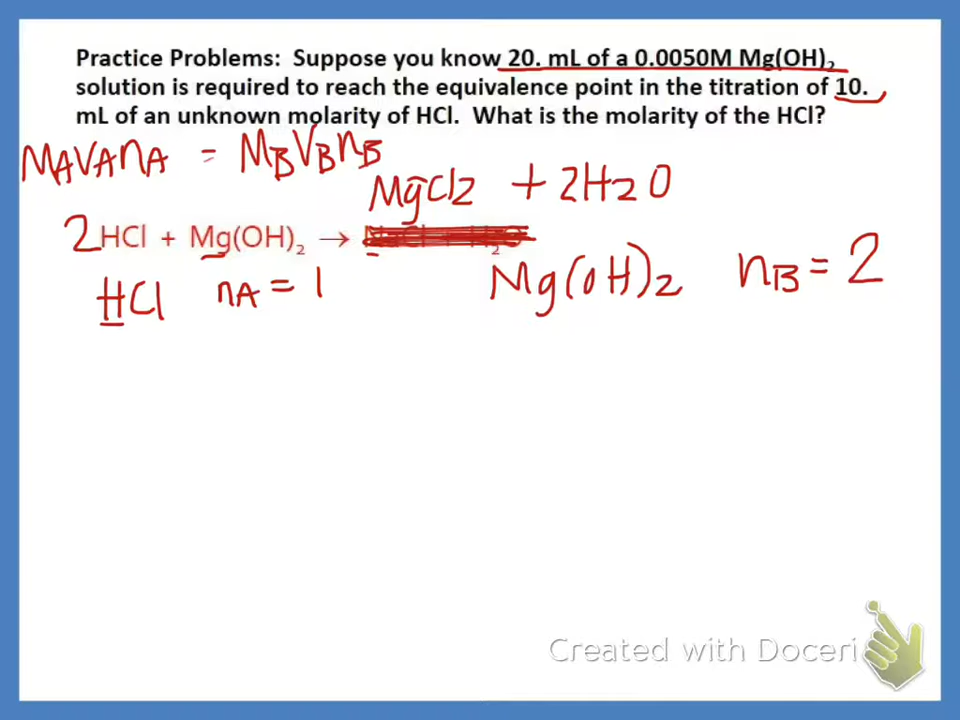 Practice Problems: Suppose you know 20. mL of a 0.0050M Mg(OH)₂
solution is required to reach the equivalence point in the titration of 10.
mL of an unknown molarity of HCl. What is the molarity of the HCl?
MAVAnA = MBVBnB
MgCl2 + 2H2O
2HCl + Mg(OH)₂ →
HCl nA = 1 Mg(OH)2 nB = 2
Created with Doceri